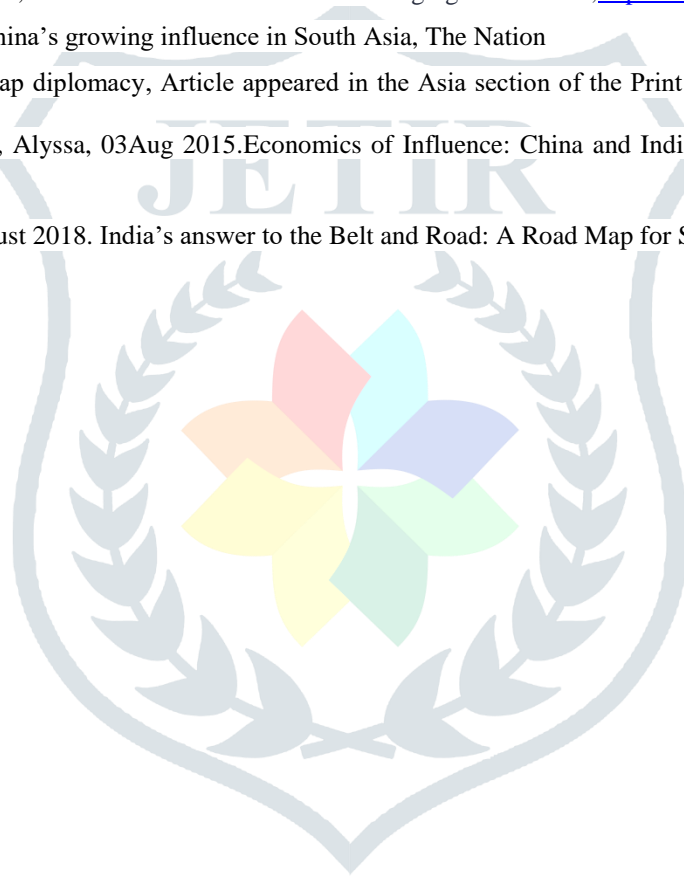 hina’s growing influence in South Asia, The Nation
ap diplomacy, Article appeared in the Asia section of the Print
, Alyssa, 03Aug 2015.Economics of Influence: China and Indi
JETIR
ust 2018. India’s answer to the Belt and Road: A Road Map for S